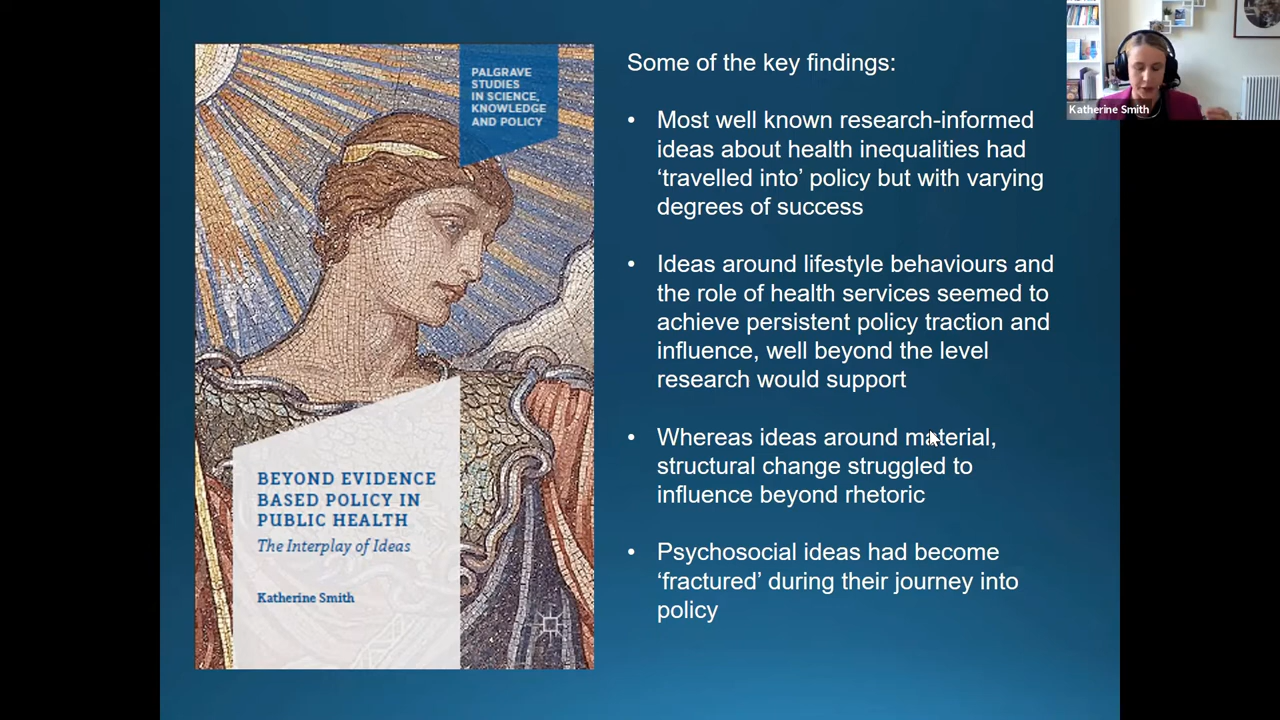 PALGRAVE
STUDIES
IN SCIENCE,
KNOWLEDGE
AND POLICY
BEYOND EVIDENCE
BASED POLICY IN
PUBLIC HEALTH
The Interplay of Ideas
Katherine Smith
Some of the key findings:
• Most well known research-informed
ideas about health inequalities had
‘travelled into’ policy but with varying
degrees of success
• Ideas around lifestyle behaviours and
the role of health services seemed to
achieve persistent policy traction and
influence, well beyond the level
research would support
• Whereas ideas around material,
structural change struggled to
influence beyond rhetoric
• Psychosocial ideas had become
‘fractured’ during their journey into
policy
Katherine Smith